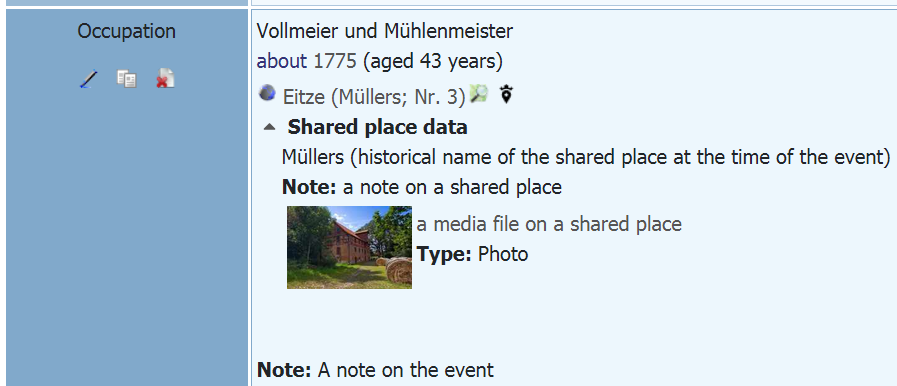 Occupation
Vollmeier und Mühlenmeister
about 1775 (aged 43 years)
Eitze (Müllers; Nr. 3)
Shared place data
Müllers (historical name of the shared place at the time of the event)
Note: a note on a shared place
a media file on a shared place
Type: Photo
Note: A note on the event